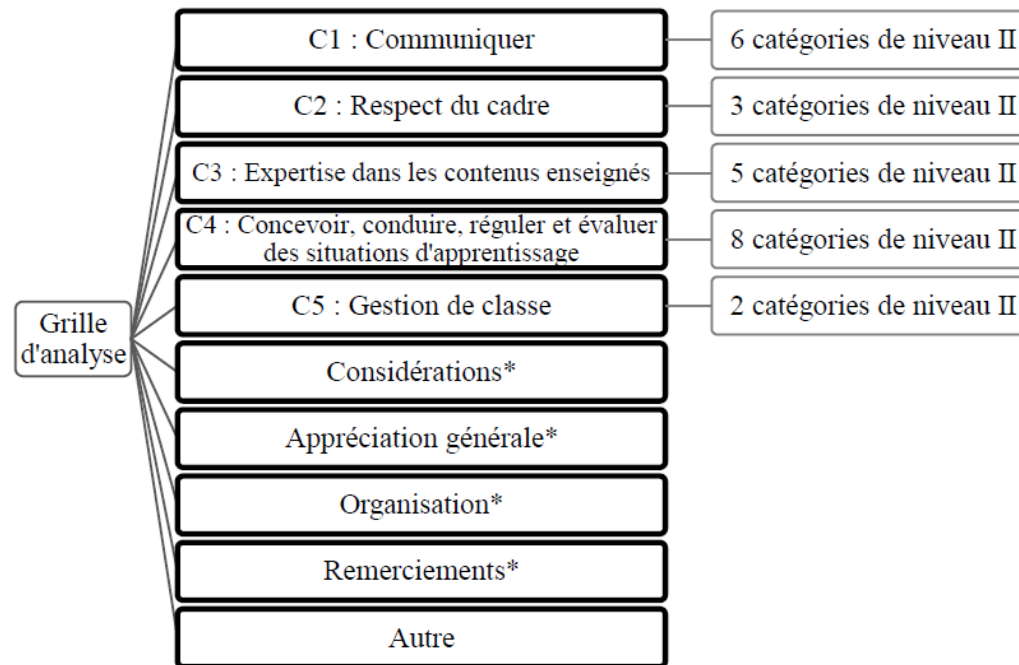 C1 : Communiquer
6 catégories de niveau II
C2 : Respect du cadre
3 catégories de niveau II
C3 : Expertise dans les contenus enseignés
5 catégories de niveau II
C4 : Concevoir, conduire, réguler et évaluer
des situations d'apprentissage
8 catégories de niveau II
C5 : Gestion de classe
2 catégories de niveau II
Grille
d'analyse
Considérations*
Appréciation générale*
Organisation*
Remerciements*
Autre